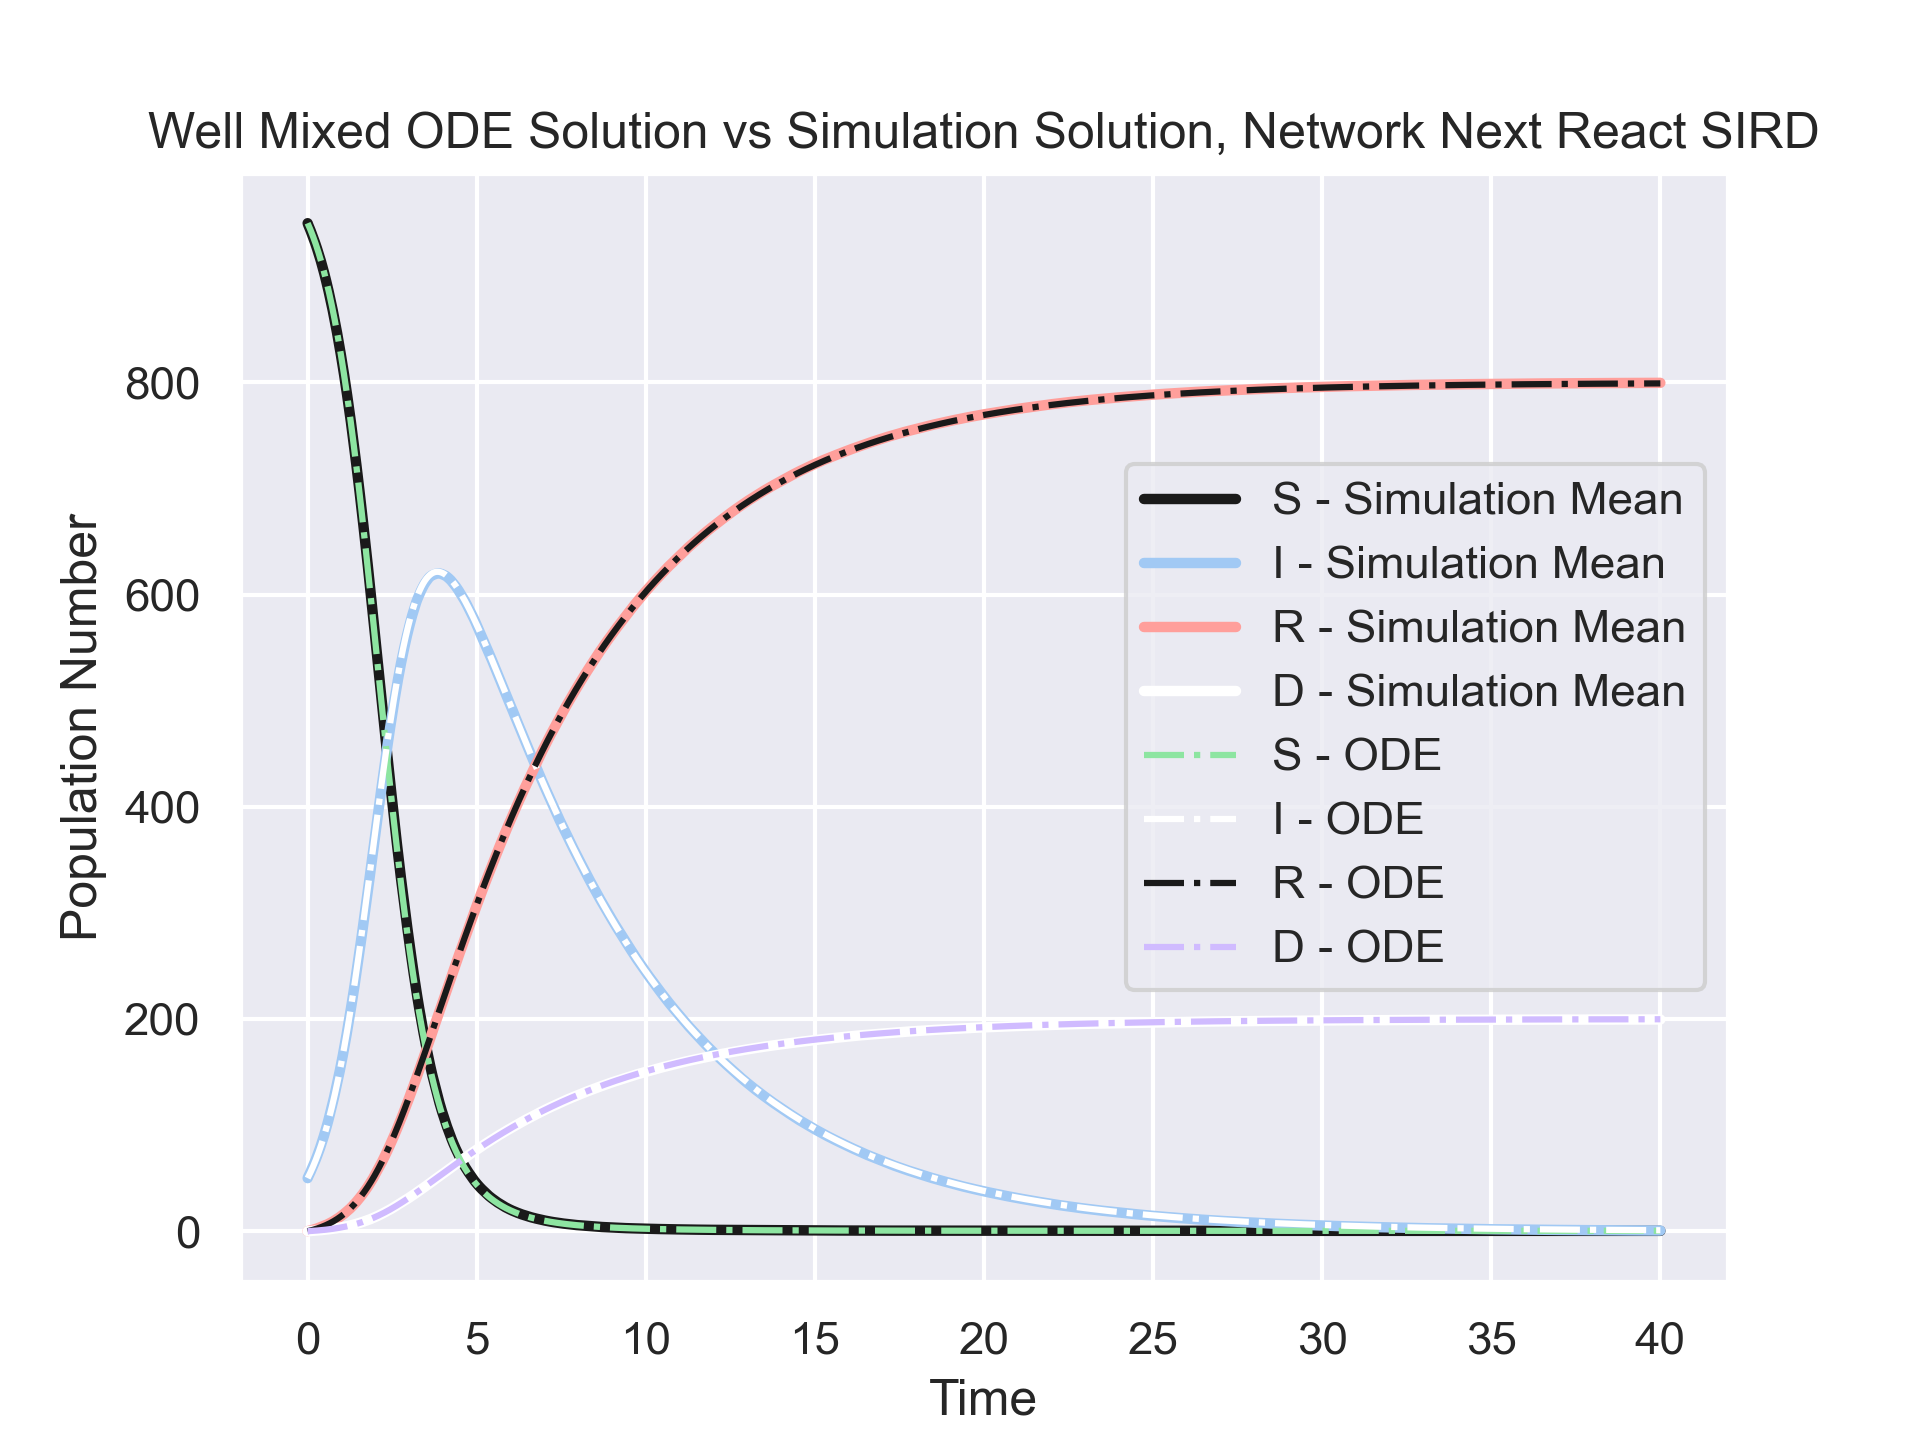 Well Mixed ODE Solution vs Simulation Solution, Network Next React SIRD
Population Number
800
600
400
200
0
S - Simulation Mean
I - Simulation Mean
R - Simulation Mean
D - Simulation Mean
S - ODE
I - ODE
R - ODE
D - ODE
0 5 10 15 20 25 30 35 40
Time